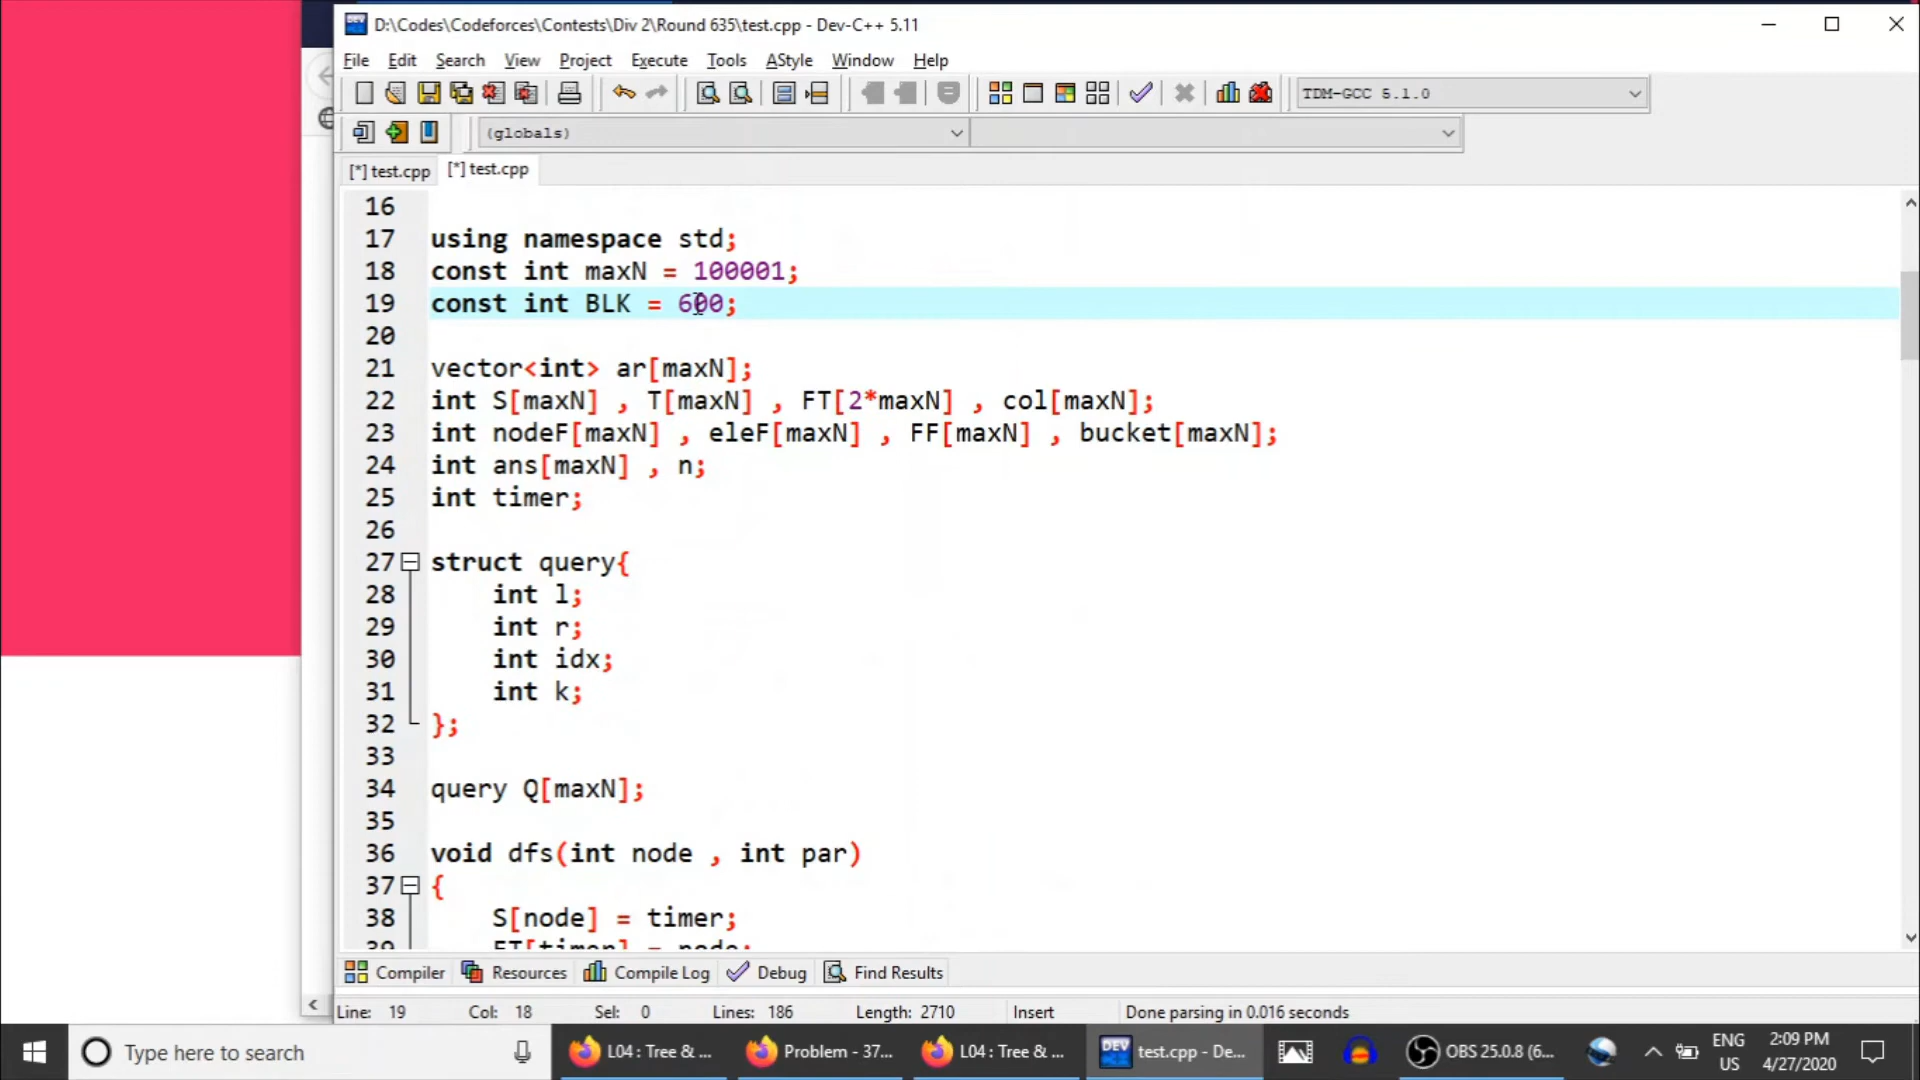 D:\Codes\Codeforces\Contests\Div 2\Round 635\test.cpp - Dev-C++ 5.11
File Edit Search View Project Execute Tools AStyle Window Help
TDM-GCC 5.1.0
(globals)
[*] test.cpp [*] test.cpp
16
17 using namespace std;
18 const int maxN = 100001;
19 const int BLK = 600;
20
21 vector<int> ar[maxN];
22 int S[maxN] , T[maxN] , FT[2*maxN] , col[maxN];
23 int nodeF[maxN] , eleF[maxN] , FF[maxN] , bucket[maxN];
24 int ans[maxN] , n;
25 int timer;
26
27 struct query{
28 int l;
29 int r;
30 int idx;
31 int k;
32 };
33
34 query Q[maxN];
35
36 void dfs(int node , int par)
37 {
38 S[node] = timer;
39 FT[timer] = node;
Compiler Resources Compile Log Debug Find Results
Line: 19 Col: 18 Sel: 0 Lines: 186 Length: 2710 Insert Done parsing in 0.016 seconds
Type here to search L04 : Tree & ... Problem - 37... L04 : Tree & ... test.cpp - De... OBS 25.0.8 (6... ENG 2:09 PM
US 4/27/2020